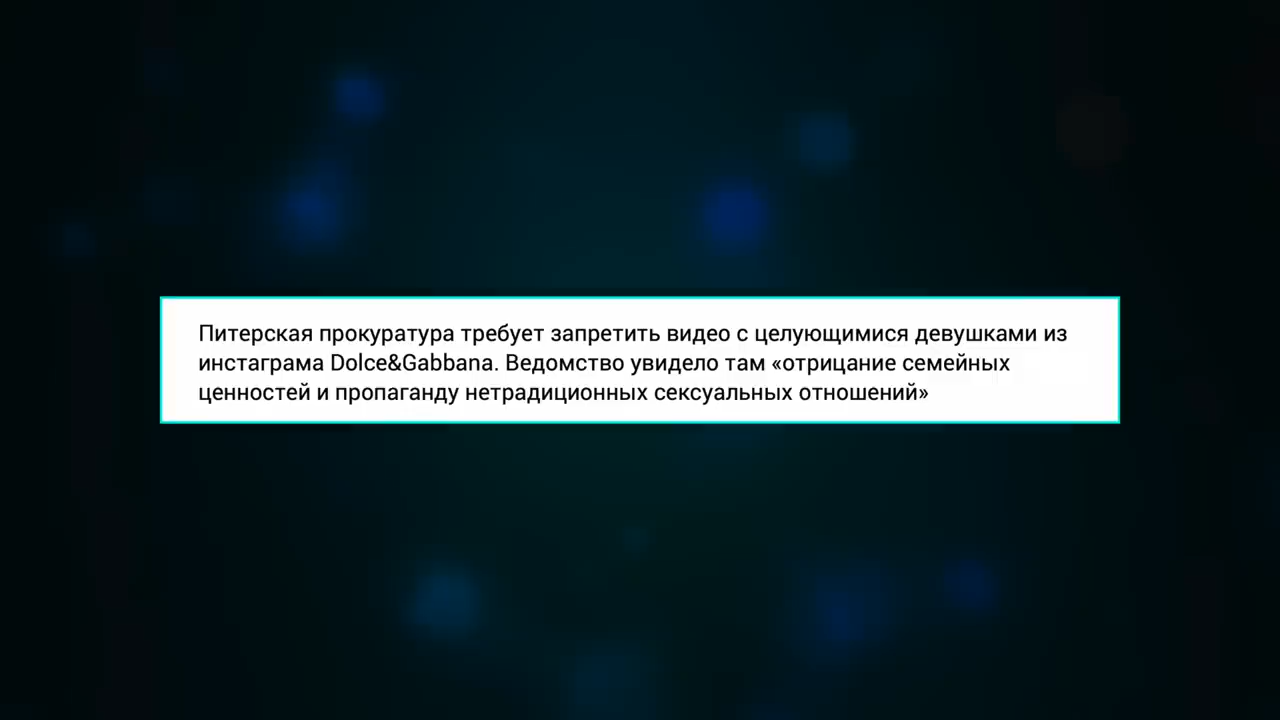 Питерская прокуратура требует запретить видео с целующимися девушками из
инстаграма Dolce&Gabbana. Ведомство увидело там «отрицание семейных
ценностей и пропаганду нетрадиционных сексуальных отношений»